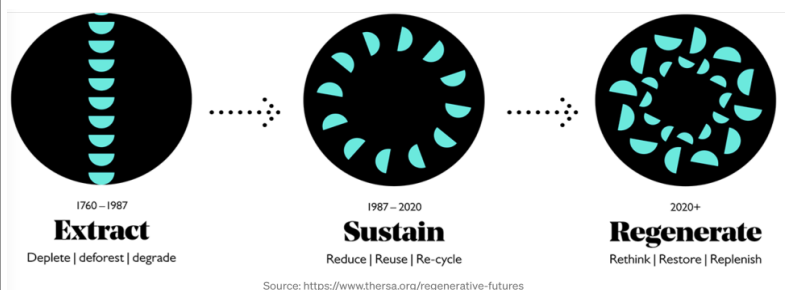 1760 – 1987
Extract
Deplete | deforest | degrade
1987 – 2020
Sustain
Reduce | Reuse | Re-cycle
2020+
Regenerate
Rethink | Restore | Replenish
Source: https://www.thersa.org/regenerative-futures